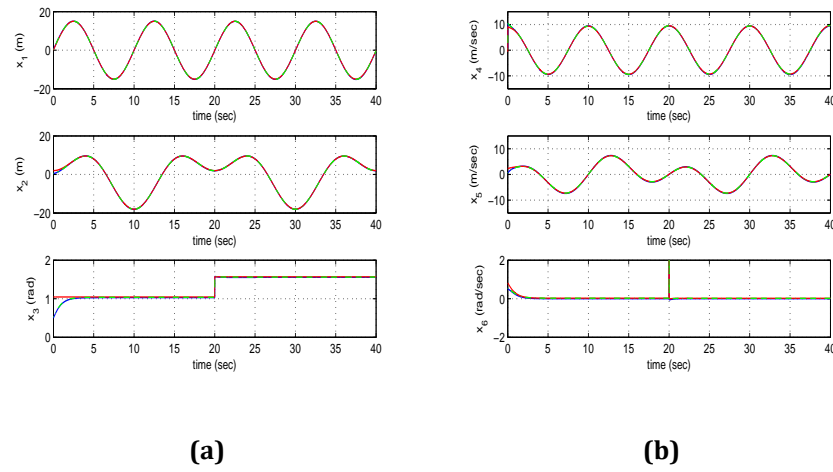 20
0
−20
x1 (m)
0 5 10 15 20 25 30 35 40
time (sec)
20
0
−20
x2 (m)
0 5 10 15 20 25 30 35 40
time (sec)
2
1
0
x3 (rad)
0 5 10 15 20 25 30 35 40
time (sec)
(a)
10
0
−10
x4 (m/sec)
0 5 10 15 20 25 30 35 40
time (sec)
10
0
−10
x5 (m/sec)
0 5 10 15 20 25 30 35 40
time (sec)
2
0
−2
x6 (rad/sec)
0 5 10 15 20 25 30 35 40
time (sec)
(b)